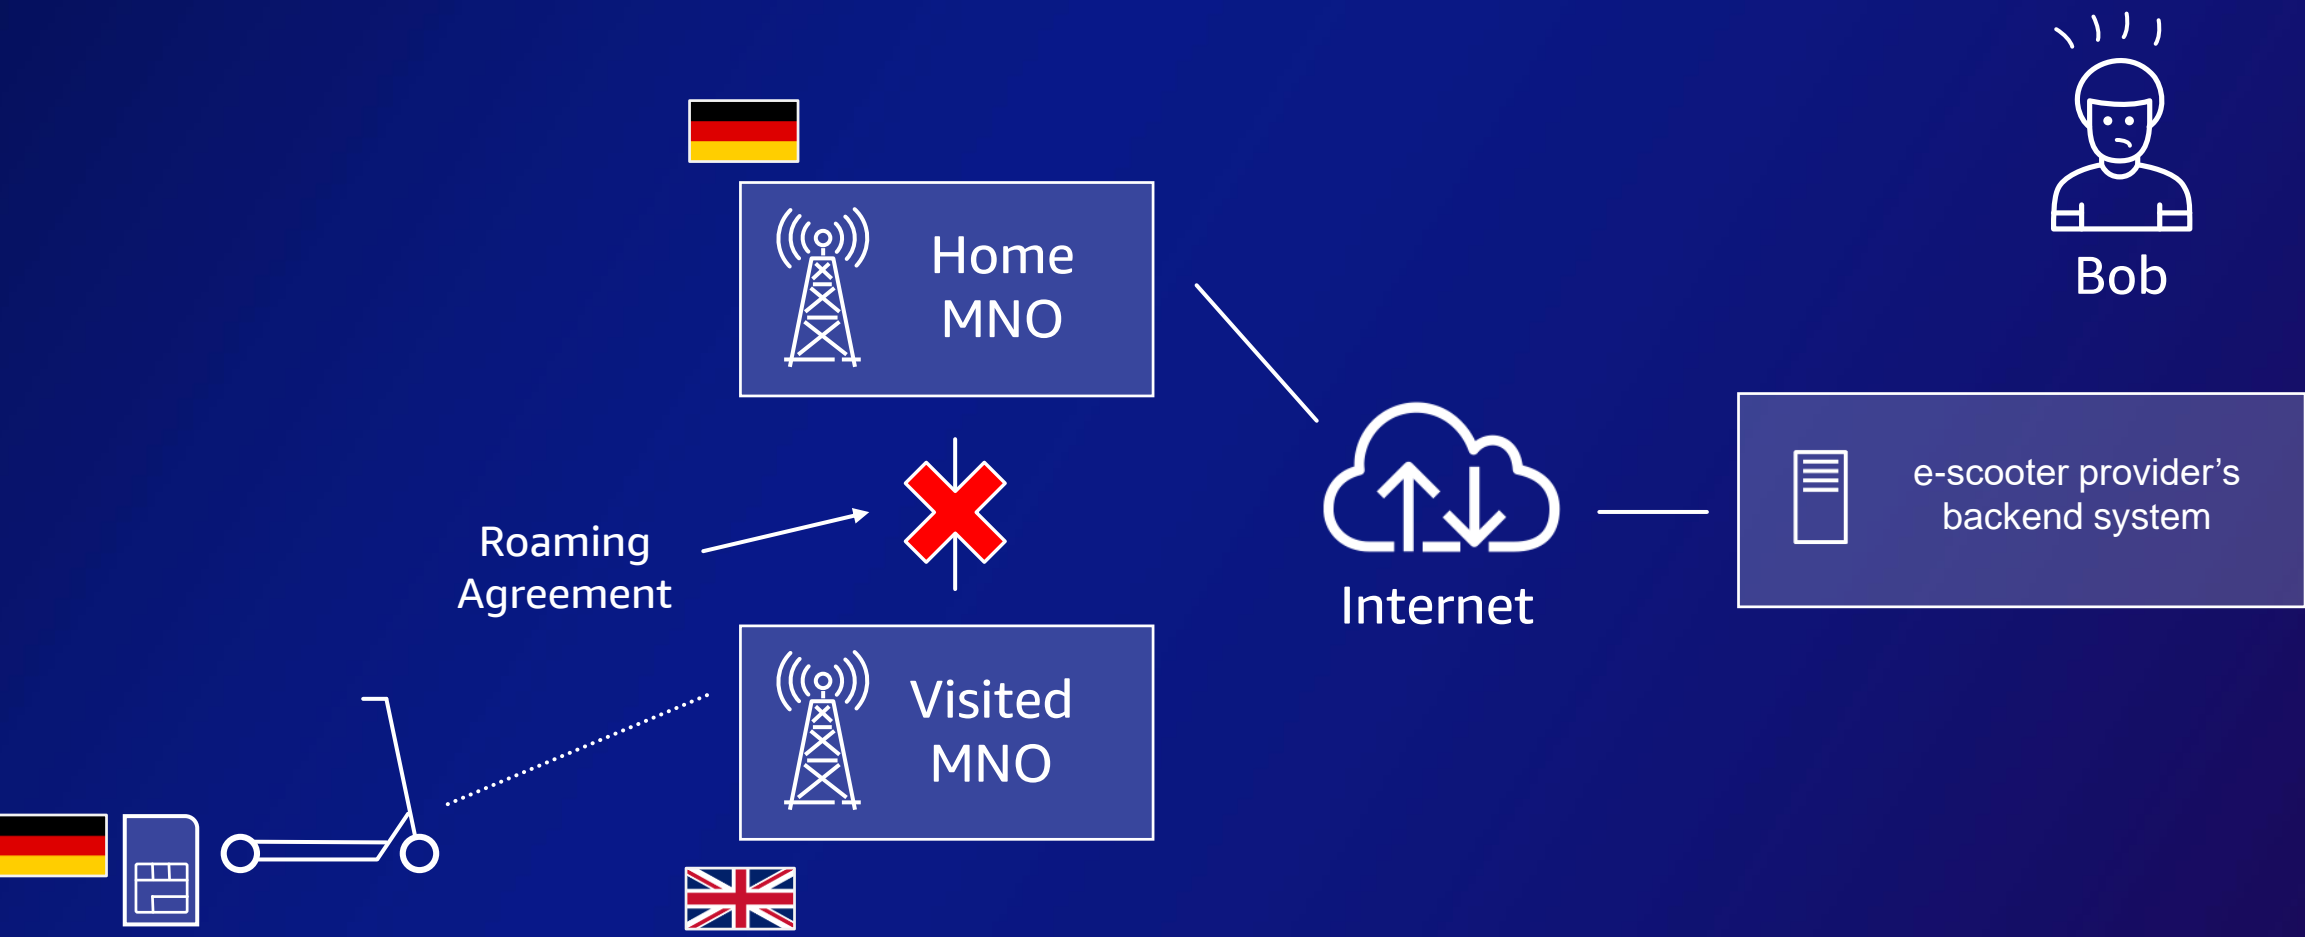 Home
MNO
Bob
e-scooter provider’s
backend system
Roaming
Agreement
Internet
Visited
MNO